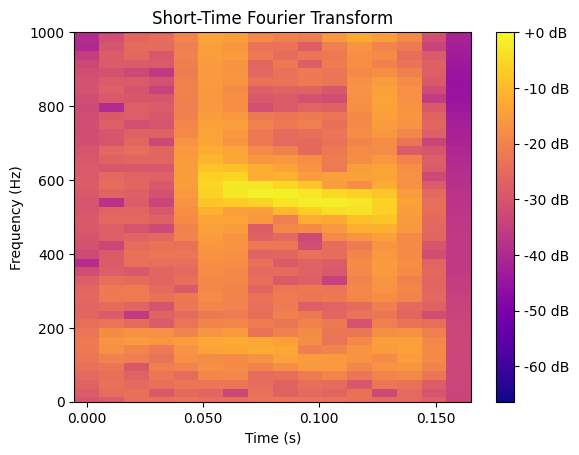 Short-Time Fourier Transform
1000
800
600
400
200
0
Frequency (Hz)
0.000
0.050
0.100
0.150
Time (s)
+0 dB
-10 dB
-20 dB
-30 dB
-40 dB
-50 dB
-60 dB